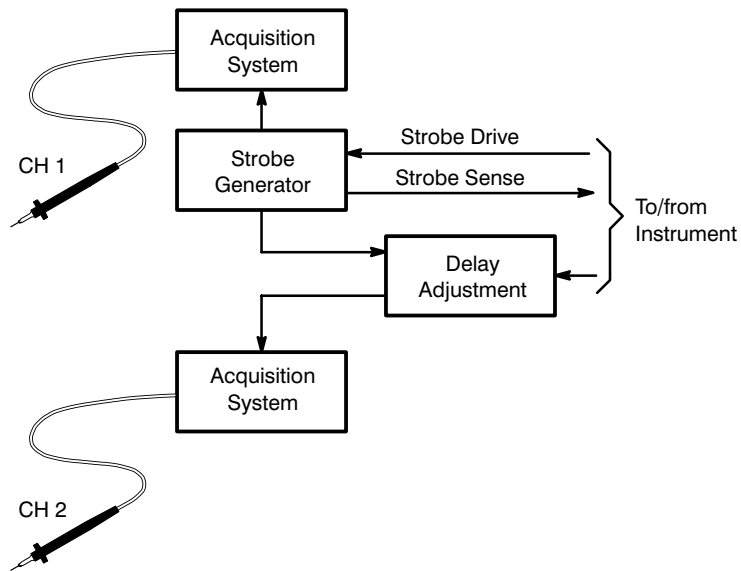 Acquisition
System
CH 1
Strobe
Generator
Strobe Drive
Strobe Sense
To/from
Instrument
Delay
Adjustment
Acquisition
System
CH 2